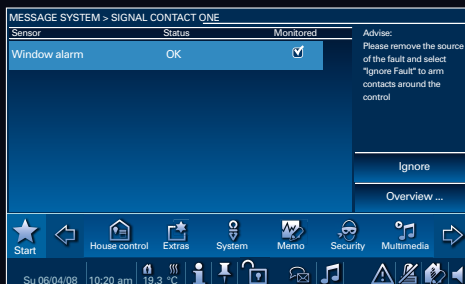 MESSAGE SYSTEM > SIGNAL CONTACT ONE
Sensor Status Monitored
Window alarm OK
Advise:
Please remove the source
of the fault and select
"Ignore Fault" to arm
contacts around the
control
Ignore
Overview ...
Start House control Extras System Memo Security Multimedia
Su 06/04/08 10:20 am 19.3 °C